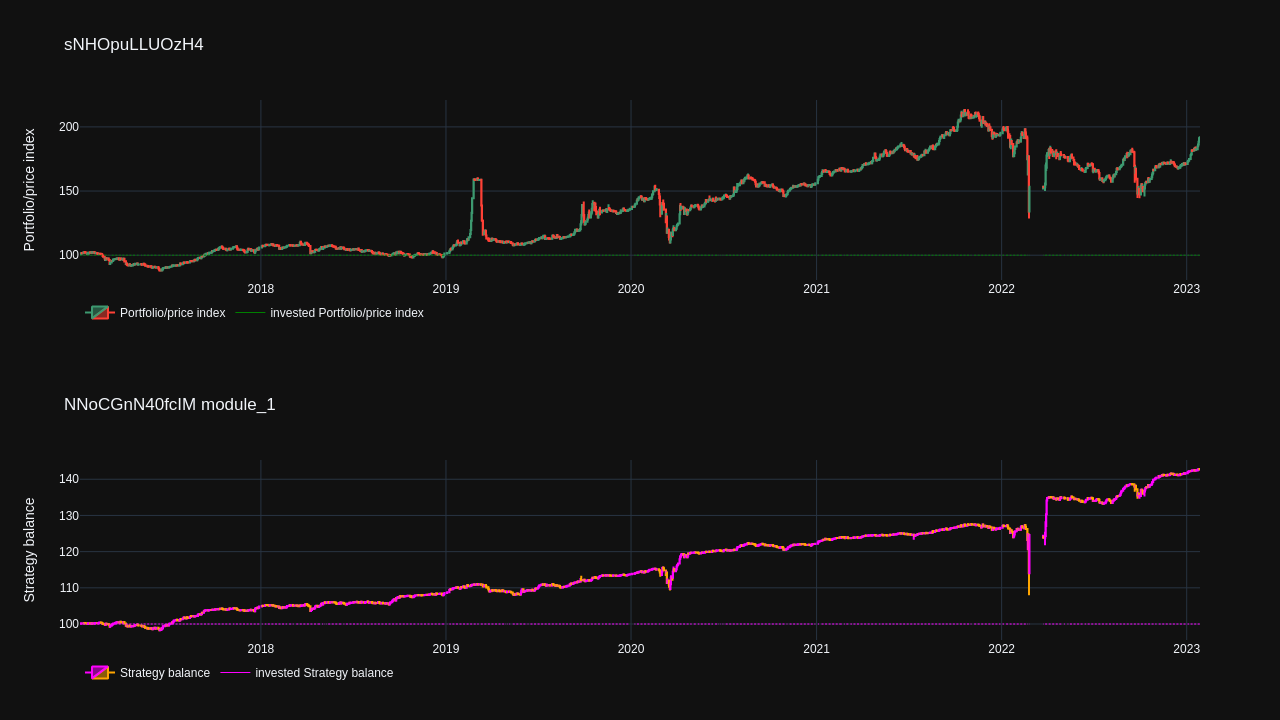 sNHOpuLLUOzH4
Portfolio/price index
200
150
100
2018 2019 2020 2021 2022 2023
Portfolio/price index invested Portfolio/price index
NNoCGnN40fcIM module_1
Strategy balance
140
130
120
110
100
2018 2019 2020 2021 2022 2023
Strategy balance invested Strategy balance